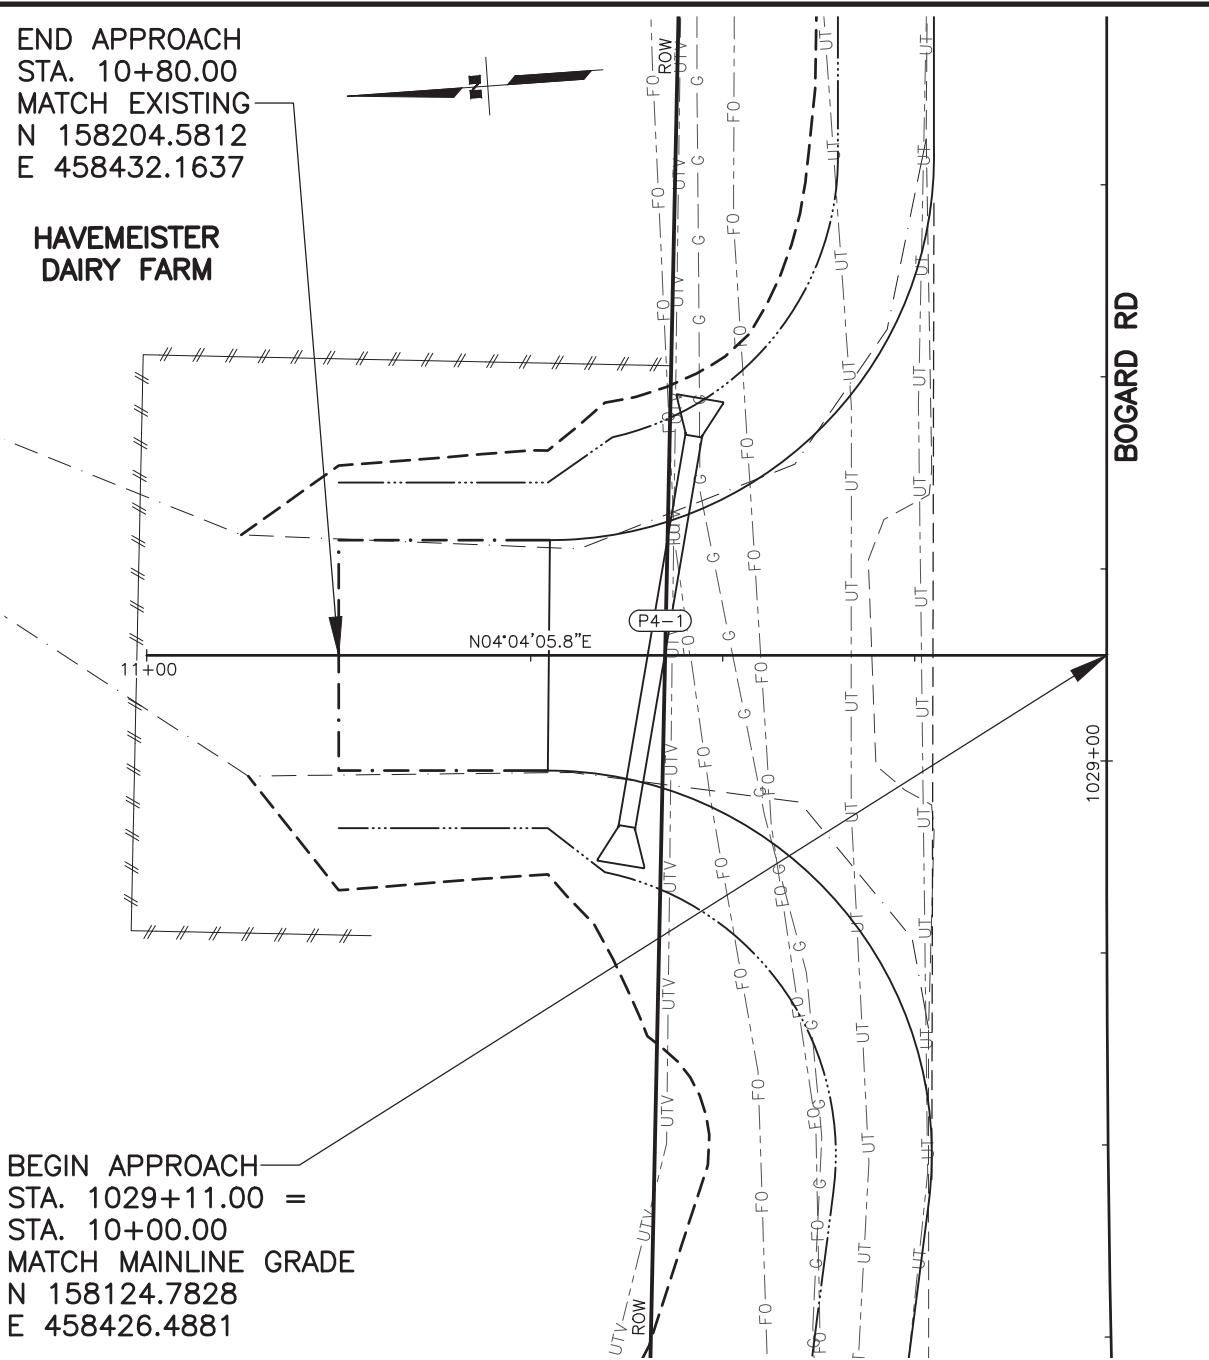 END APPROACH
STA. 10+80.00
MATCH EXISTING
N 158204.5812
E 458432.1637
HAVEMEISTER
DAIRY FARM
N
ROW
BOGARD RD
P4-1
N04°04'05.8"E
11+00
1029+00
BEGIN APPROACH
STA. 1029+11.00 =
STA. 10+00.00
MATCH MAINLINE GRADE
N 158124.7828
E 458426.4881
ROW
UTV
FO
G
UT